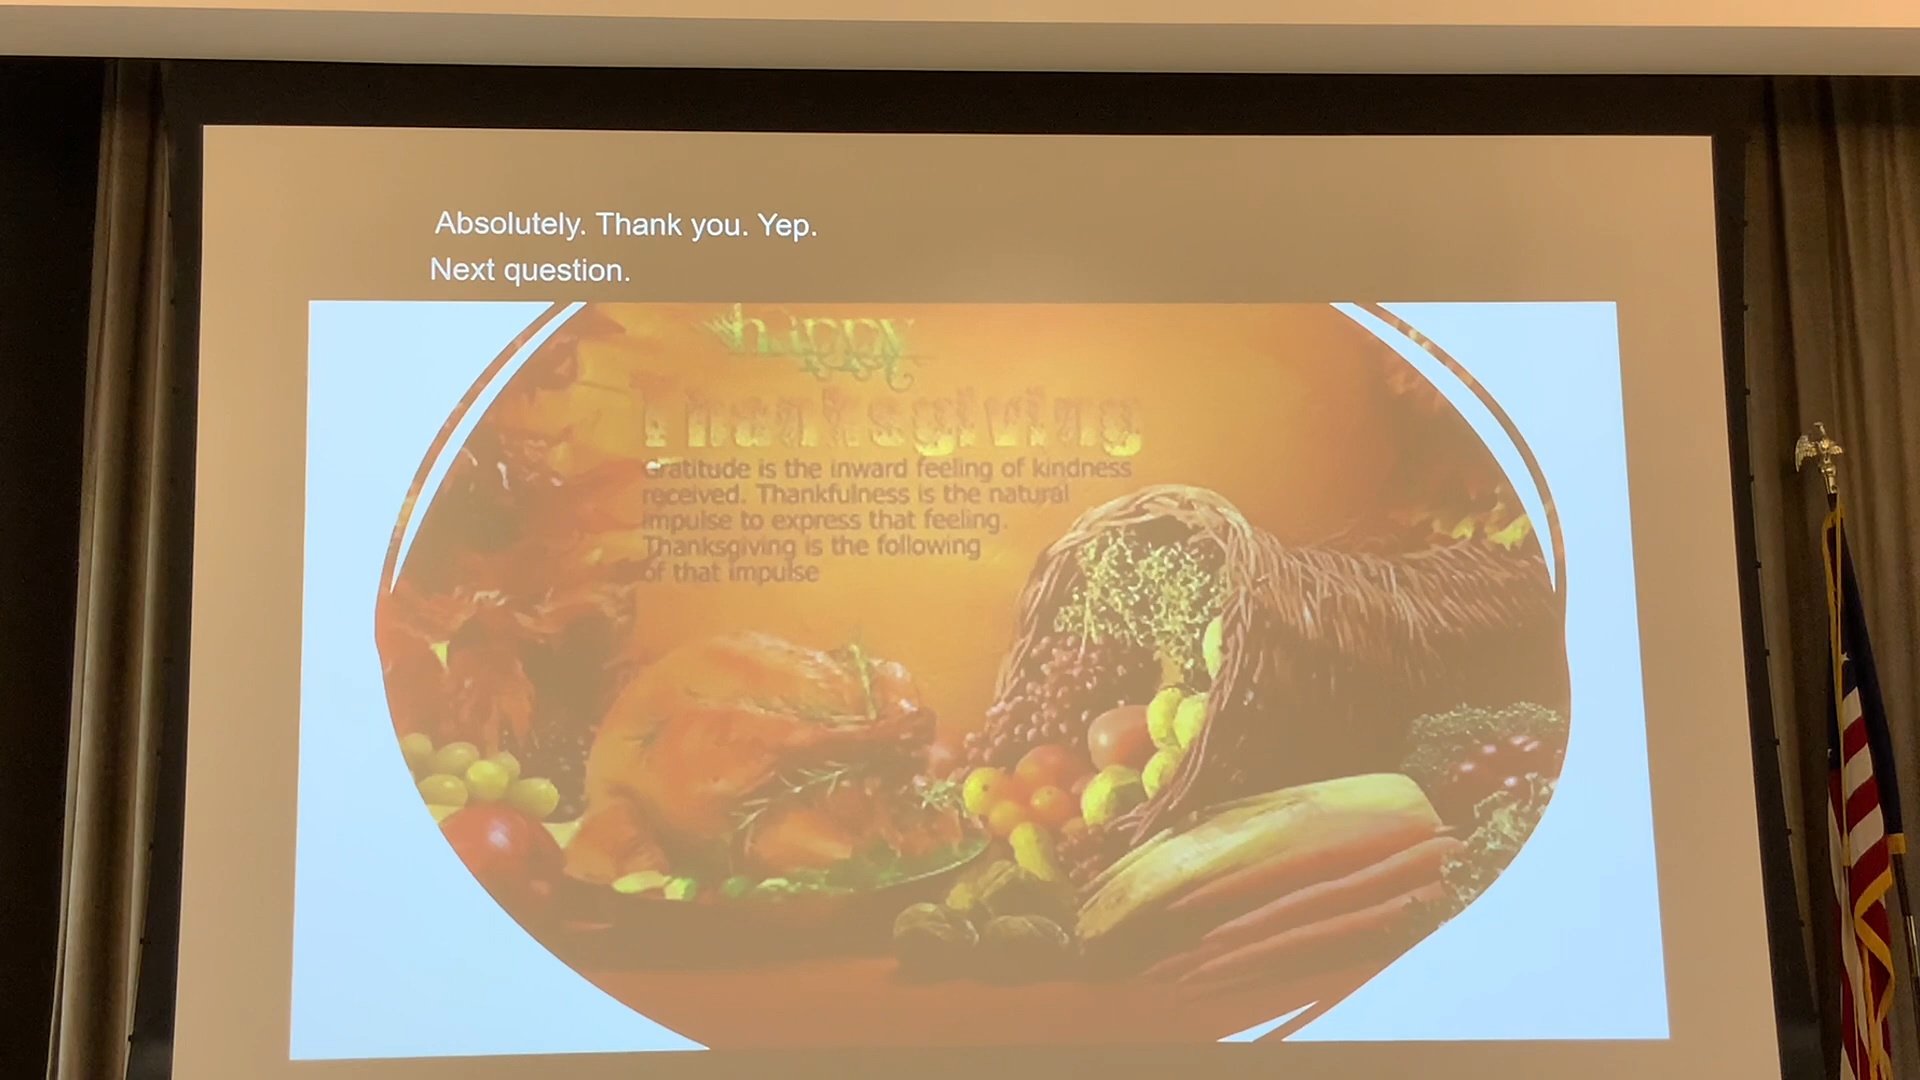 Absolutely. Thank you. Yep.
Next question.
happy
Thanksgiving
Gratitude is the inward feeling of kindness
received. Thankfulness is the natural
impulse to express that feeling.
Thanksgiving is the following
of that impulse